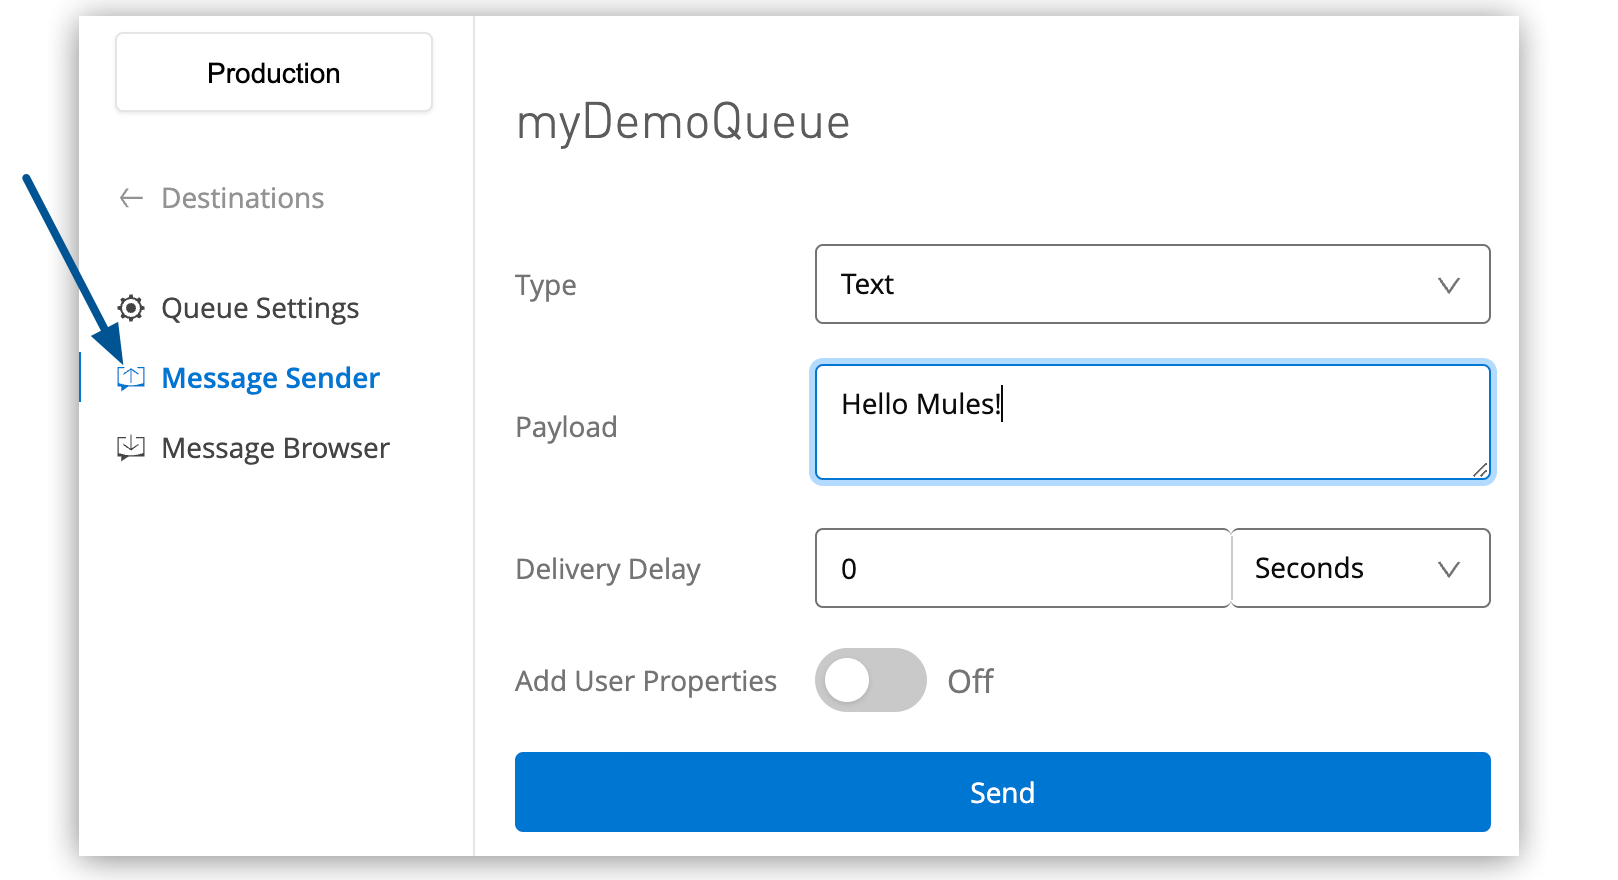 Production
Destinations
Queue Settings
Message Sender
Message Browser
myDemoQueue
Type
Text
Payload
Hello Mules!
Delivery Delay
0
Seconds
Add User Properties
Off
Send